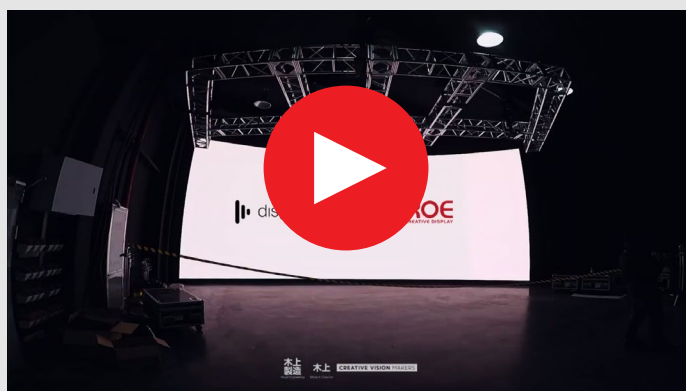 dis
ROE
CREATIVE DISPLAY
木上
製造
木上
CREATIVE VISION MAKERS